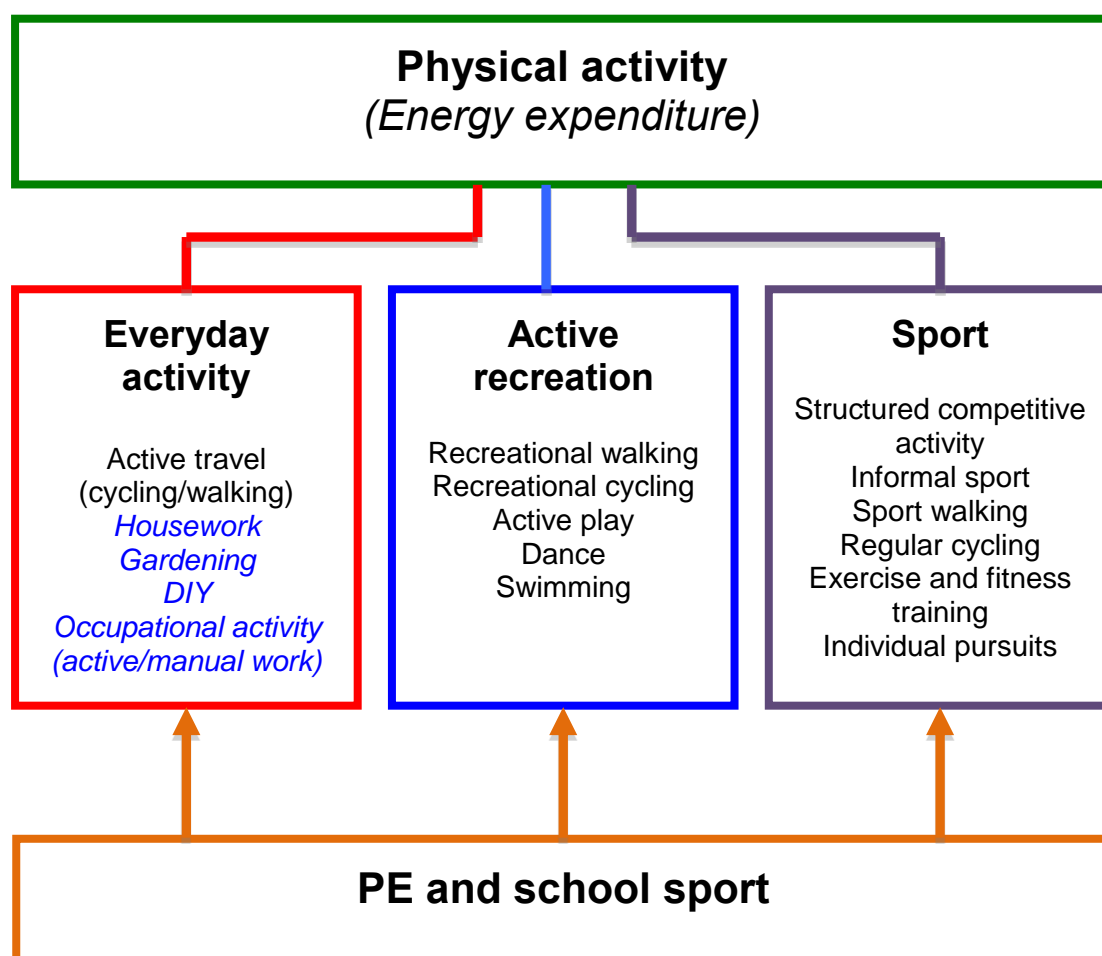 Physical activity
(Energy expenditure)
Everyday
activity
Active travel
(cycling/walking)
Housework
Gardening
DIY
Occupational activity
(active/manual work)
Active
recreation
Recreational walking
Recreational cycling
Active play
Dance
Swimming
Sport
Structured competitive
activity
Informal sport
Sport walking
Regular cycling
Exercise and fitness
training
Individual pursuits
PE and school sport